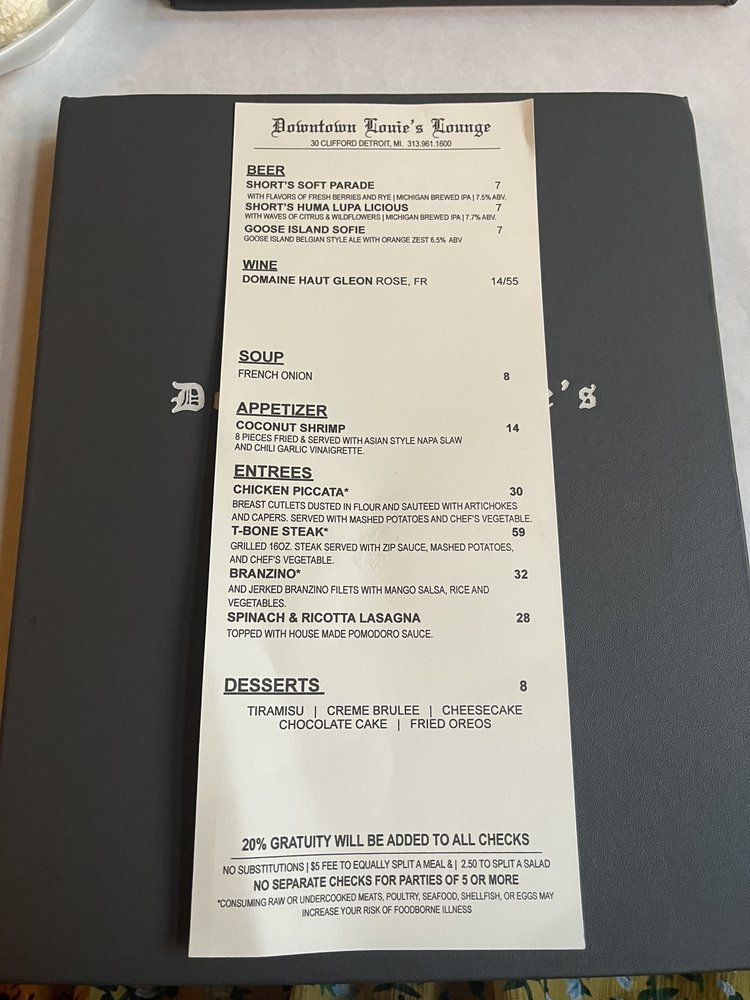 Downtown Louie's Lounge
30 CLIFFORD DETROIT, MI. 313.961.1600
BEER
SHORT'S SOFT PARADE 7
WITH FLAVORS OF FRESH BERRIES AND RYE | MICHIGAN BREWED IPA | 7.5% ABV.
SHORT'S HUMA LUPA LICIOUS 7
WITH WAVES OF CITRUS & WILDFLOWERS | MICHIGAN BREWED IPA | 7.7% ABV.
GOOSE ISLAND SOFIE 7
GOOSE ISLAND BELGIAN STYLE ALE WITH ORANGE ZEST 6.5% ABV
WINE
DOMAINE HAUT GLEON ROSE, FR 14/55
SOUP
FRENCH ONION 8
D 's
APPETIZER
COCONUT SHRIMP 14
8 PIECES FRIED & SERVED WITH ASIAN STYLE NAPA SLAW
AND CHILI GARLIC VINAIGRETTE.
ENTREES
CHICKEN PICCATA* 30
BREAST CUTLETS DUSTED IN FLOUR AND SAUTEED WITH ARTICHOKES
AND CAPERS. SERVED WITH MASHED POTATOES AND CHEF'S VEGETABLE.
T-BONE STEAK* 59
GRILLED 16OZ. STEAK SERVED WITH ZIP SAUCE, MASHED POTATOES,
AND CHEF'S VEGETABLE.
BRANZINO* 32
AND JERKED BRANZINO FILETS WITH MANGO SALSA, RICE AND
VEGETABLES.
SPINACH & RICOTTA LASAGNA 28
TOPPED WITH HOUSE MADE POMODORO SAUCE.
DESSERTS 8
TIRAMISU | CREME BRULEE | CHEESECAKE
CHOCOLATE CAKE | FRIED OREOS
20% GRATUITY WILL BE ADDED TO ALL CHECKS
NO SUBSTITUTIONS | $5 FEE TO EQUALLY SPLIT A MEAL & | 2.50 TO SPLIT A SALAD
NO SEPARATE CHECKS FOR PARTIES OF 5 OR MORE
*CONSUMING RAW OR UNDERCOOKED MEATS, POULTRY, SEAFOOD, SHELLFISH, OR EGGS MAY
INCREASE YOUR RISK OF FOODBORNE ILLNESS